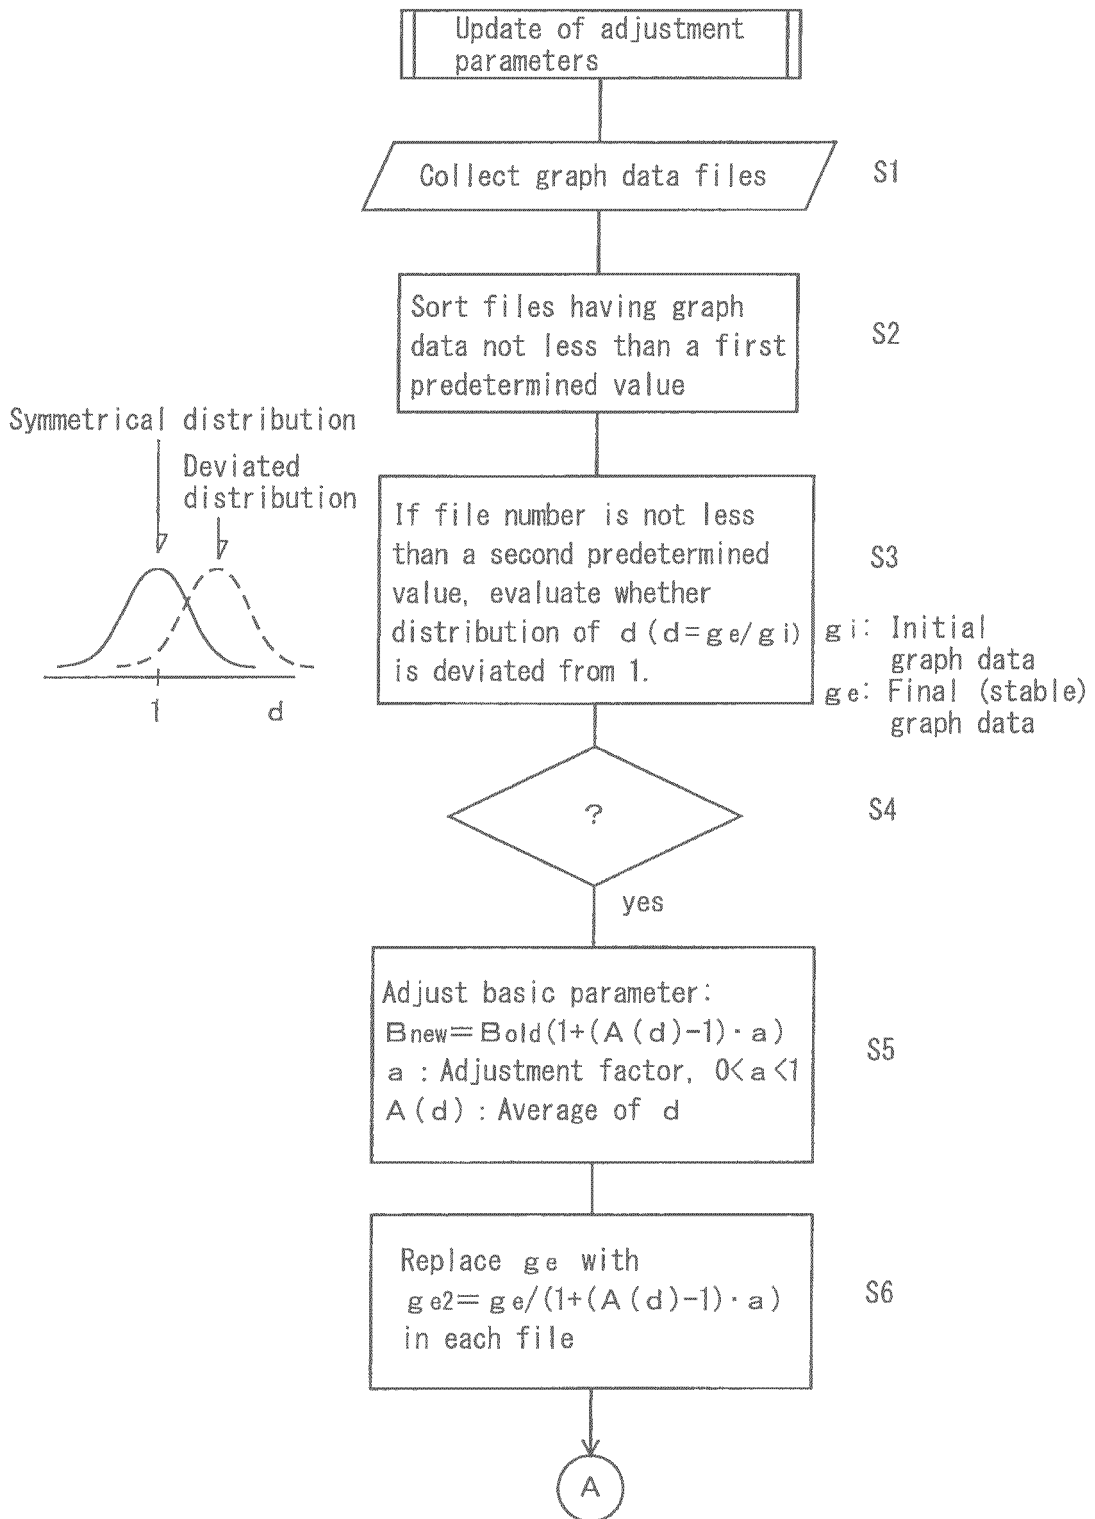 Update of adjustment
parameters
Collect graph data files
S1
Sort files having graph
data not less than a first
predetermined value
S2
Symmetrical distribution
Deviated
distribution
1
d
If file number is not less
than a second predetermined
value, evaluate whether
distribution of d (d=ge/gi)
is deviated from 1.
S3
gi: Initial
graph data
ge: Final (stable)
graph data
?
S4
yes
Adjust basic parameter:
Bnew=Bold(1+(A(d)-1)·a)
a : Adjustment factor, 0<a<1
A(d) : Average of d
S5
Replace ge with
ge2=ge/(1+(A(d)-1)·a)
in each file
S6
A